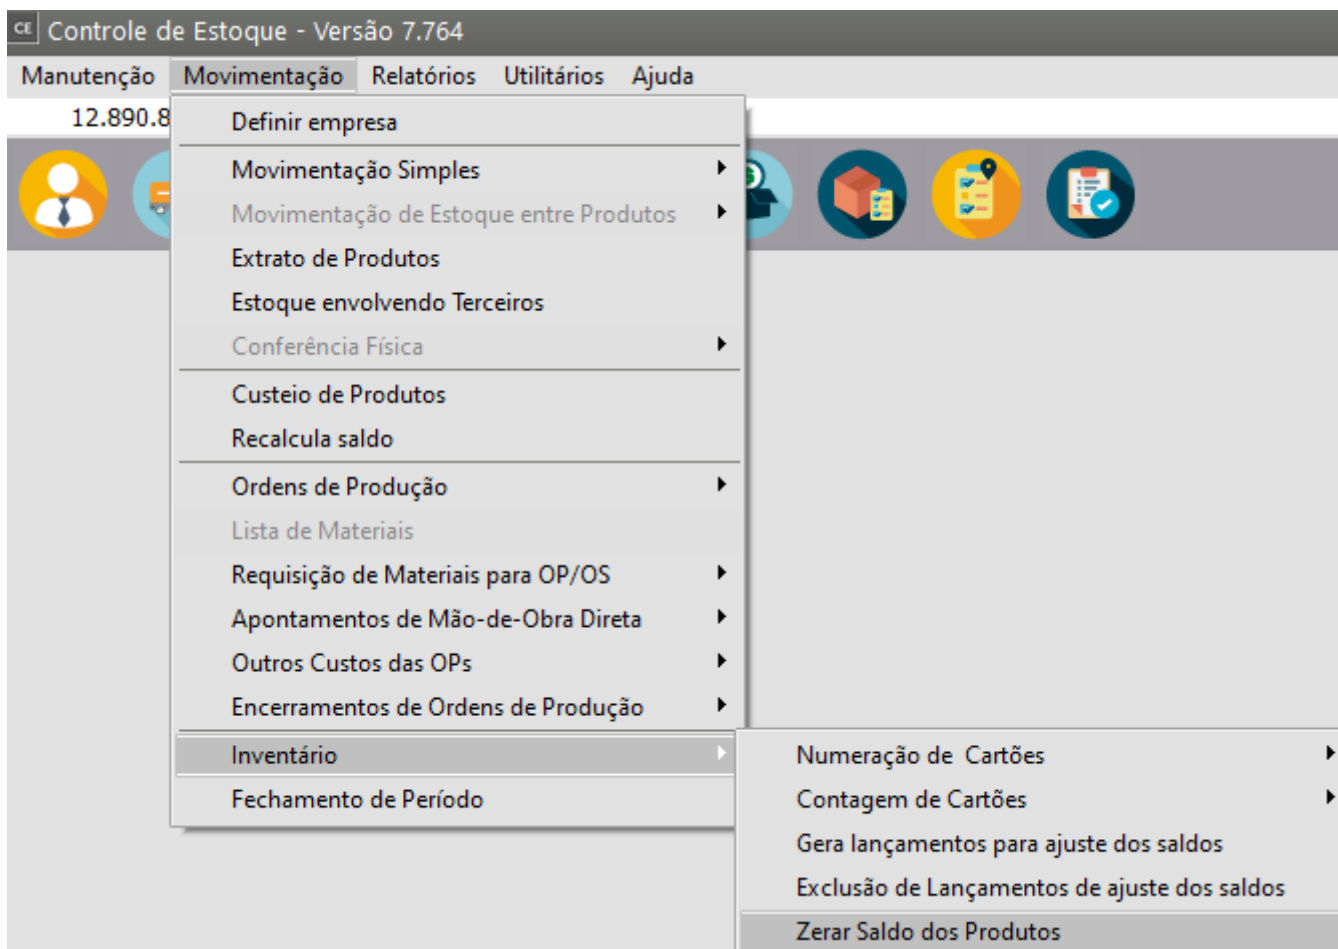 CE Controle de Estoque - Versão 7.764
Manutenção Movimentação Relatórios Utilitários Ajuda
12.890.8
Definir empresa
Movimentação Simples
Movimentação de Estoque entre Produtos
Extrato de Produtos
Estoque envolvendo Terceiros
Conferência Física
Custeio de Produtos
Recalcula saldo
Ordens de Produção
Lista de Materiais
Requisição de Materiais para OP/OS
Apontamentos de Mão-de-Obra Direta
Outros Custos das OPs
Encerramentos de Ordens de Produção
Inventário
Fechamento de Período
Numeração de Cartões
Contagem de Cartões
Gera lançamentos para ajuste dos saldos
Exclusão de Lançamentos de ajuste dos saldos
Zerar Saldo dos Produtos